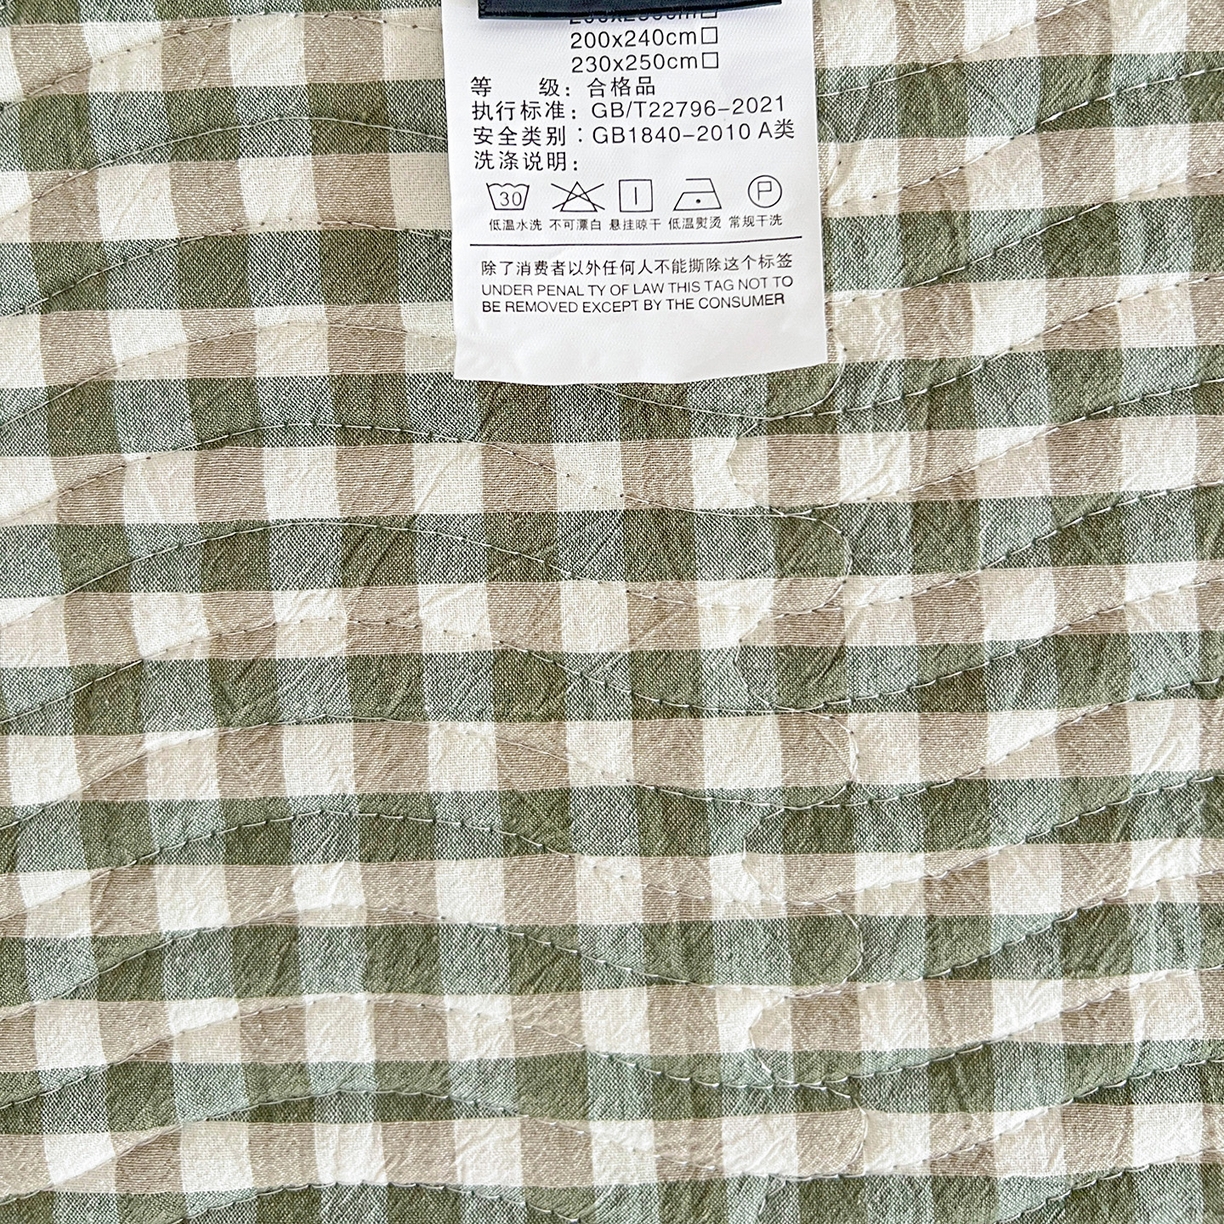 200x240cm□
230x250cm□
等 级：合格品
执行标准：GB/T22796-2021
安全类别：GB1840-2010 A类
洗涤说明：
30 P
低温水洗 不可漂白 悬挂晾干 低温熨烫 常规干洗
除了消费者以外任何人不能撕除这个标签
UNDER PENAL TY OF LAW THIS TAG NOT TO
BE REMOVED EXCEPT BY THE CONSUMER